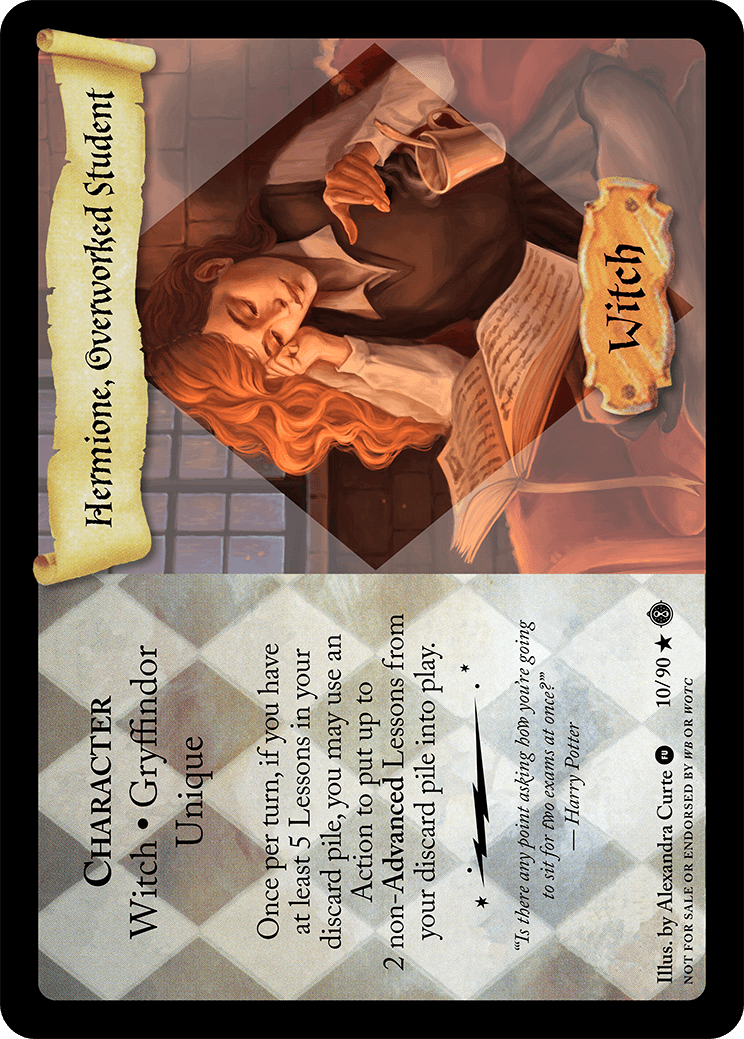 Hermione, Overworked Student
Witch
CHARACTER
Witch • Gryffindor
Unique
Once per turn, if you have
at least 5 Lessons in your
discard pile, you may use an
Action to put up to
2 non-Advanced Lessons from
your discard pile into play.
“‘Is there any point asking how you’re going
to sit for two exams at once?’”
— Harry Potter
Illus. by Alexandra Curte ru 10/90 ★
NOT FOR SALE OR ENDORSED BY WB OR WOTC